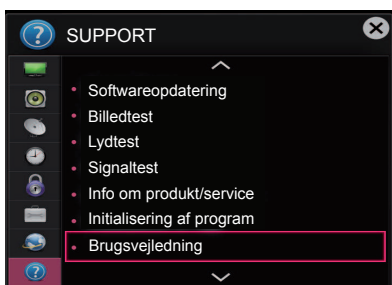 SUPPORT
Softwareopdatering
Billedtest
Lydtest
Signaltest
Info om produkt/service
Initialisering af program
Brugsvejledning